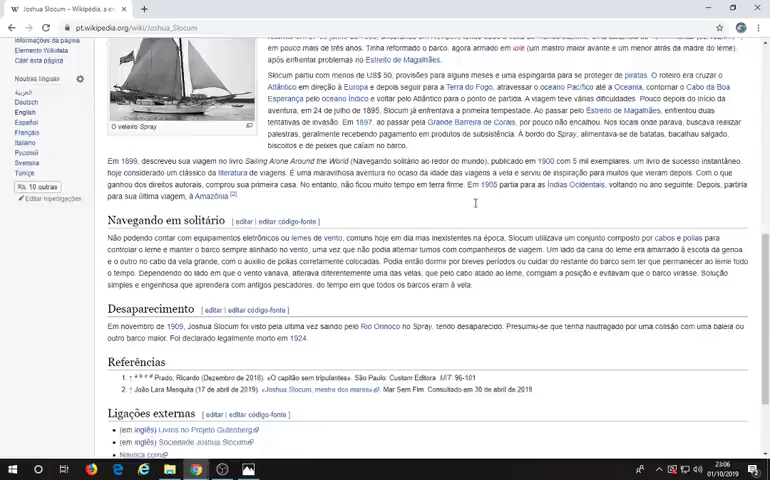 Joshua Slocum – Wikipédia, a en
pt.wikipedia.org/wiki/Joshua_Slocum
Informações da página
Elemento Wikidata
Citar esta página
Noutras línguas
العربية
Deutsch
English
Español
Français
Italiano
Русский
Svenska
Türkçe
10 outras
Editar hiperligações
O veleiro Spray
em pouco mais de três anos. Tinha reformado o barco, agora armado em iole (um mastro maior avante e um menor atrás da madre do leme),
após enfrentar problemas no Estreito de Magalhães.
Slocum partiu com menos de US$ 50, provisões para alguns meses e uma espingarda para se proteger de piratas. O roteiro era cruzar o
Atlântico em direção à Europa e depois seguir para a Terra do Fogo, atravessar o oceano Pacífico até a Oceania, contornar o Cabo da Boa
Esperança pelo oceano Índico e voltar pelo Atlântico para o ponto de partida. A viagem teve várias dificuldades. Pouco depois do início da
aventura, em 24 de julho de 1895, Slocum já enfrentava a primeira tempestade. Ao passar pelo Estreito de Magalhães, enfrentou duas
tentativas de invasão. Em 1897, ao passar pela Grande Barreira de Corais, por pouco não encalhou. Nos locais onde parava, buscava realizar
palestras, geralmente recebendo pagamento em produtos de subsistência. À bordo do Spray, alimentava-se de batatas, bacalhau salgado,
biscoitos e de peixes que caíam no barco.
Em 1899, descreveu sua viagem no livro Sailing Alone Around the World (Navegando solitário ao redor do mundo), publicado em 1900 com 5 mil exemplares, um livro de sucesso instantâneo,
hoje considerado um clássico da literatura de viagens. É uma maravilhosa aventura no ocaso da idade das viagens a vela e serviu de inspiração para muitos que vieram depois. Com o que
ganhou dos direitos autorais, comprou sua primeira casa. No entanto, não ficou muito tempo em terra firme. Em 1905 partia para as Índias Ocidentais, voltando no ano seguinte. Depois, partiria
para sua última viagem, à Amazônia.[2]
Navegando em solitário [ editar | editar código-fonte ]
Não podendo contar com equipamentos eletrônicos ou lemes de vento, comuns hoje em dia mas inexistentes na época, Slocum utilizava um conjunto composto por cabos e polias para
controlar o leme e manter o barco sempre alinhado no vento, uma vez que não podia alternar turnos com companheiros de viagem. Um lado da cana do leme era amarrado à escota da genoa
e o outro no cabo da vela grande, com o auxilio de polias corretamente colocadas. Podia então dormir por breves períodos ou cuidar do restante do barco sem ter que permanecer ao leme todo
o tempo. Dependendo do lado em que o vento vanava, alterava diferentemente uma das velas, que pelo cabo atado ao leme, corrigiam a posição e evitavam que o barco virasse. Solução
simples e engenhosa que aprendera com antigos pescadores, do tempo em que todos os barcos eram à vela.
Desaparecimento [ editar | editar código-fonte ]
Em novembro de 1909, Joshua Slocum foi visto pela ultima vez saindo pelo Rio Orinoco no Spray, tendo desaparecido. Presumiu-se que tenha naufragado por uma colisão com uma baleia ou
outro barco maior. Foi declarado legalmente morto em 1924.
Referências
1. ↑ a b c d Prado, Ricardo (Dezembro de 2018). «O capitão sem tripulantes». São Paulo: Custom Editora. MIT: 96-101
2. ↑ João Lara Mesquita (17 de abril de 2019). «Joshua Slocum, mestre dos mares». Mar Sem Fim. Consultado em 30 de abril de 2019
Ligações externas [ editar | editar código-fonte ]
(em inglês) Livros no Projeto Gutenberg
(em inglês) Sociedade Joshua Slocum
Náutica.com
23:06
01/10/2019